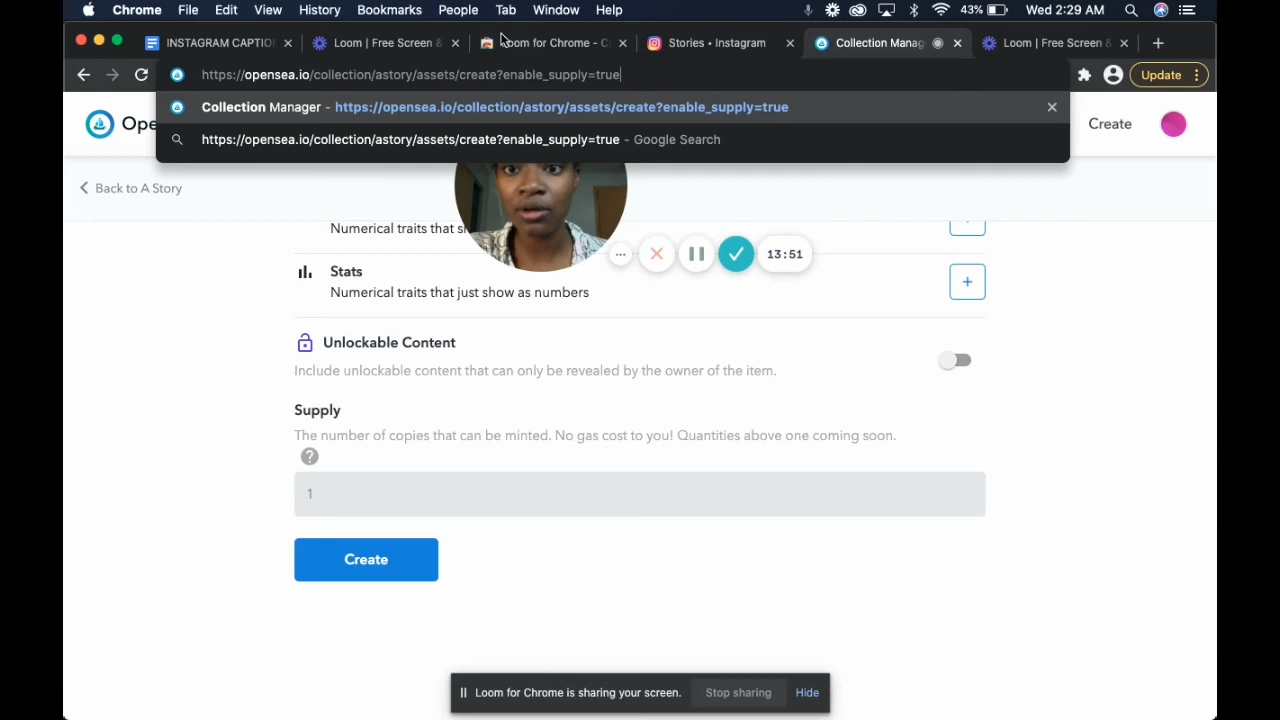 Chrome File Edit View History Bookmarks People Tab Window Help 43% Wed 2:29 AM
INSTAGRAM CAPTIO Loom | Free Screen & Loom for Chrome - C Stories • Instagram Collection Manag Loom | Free Screen &
https://opensea.io/collection/astory/assets/create?enable_supply=true Update
Collection Manager - https://opensea.io/collection/astory/assets/create?enable_supply=true
https://opensea.io/collection/astory/assets/create?enable_supply=true - Google Search
Ope Create
Back to A Story
Numerical traits that s
13:51
Stats
Numerical traits that just show as numbers
Unlockable Content
Include unlockable content that can only be revealed by the owner of the item.
Supply
The number of copies that can be minted. No gas cost to you! Quantities above one coming soon.
?
1
Create
Loom for Chrome is sharing your screen. Stop sharing Hide